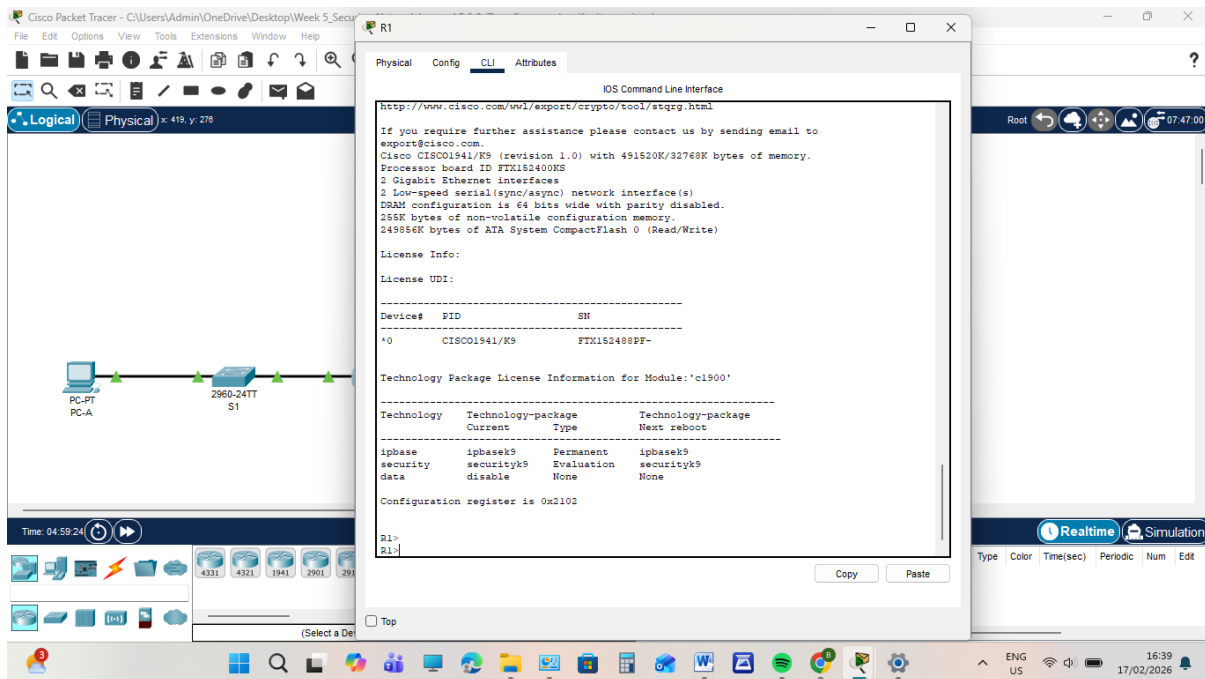 Cisco Packet Tracer - C:\Users\Admin\OneDrive\Desktop\Week 5_Secu
File Edit Options View Tools Extensions Window Help
?
Logical Physical x: 419, y: 276
Root 07:47:00
R1
Physical Config CLI Attributes
IOS Command Line Interface
http://www.cisco.com/wwl/export/crypto/tool/stqrg.html
If you require further assistance please contact us by sending email to
export@cisco.com.
Cisco CISCO1941/K9 (revision 1.0) with 491520K/32768K bytes of memory.
Processor board ID FTX152400KS
2 Gigabit Ethernet interfaces
2 Low-speed serial(sync/async) network interface(s)
DRAM configuration is 64 bits wide with parity disabled.
255K bytes of non-volatile configuration memory.
249856K bytes of ATA System CompactFlash 0 (Read/Write)
License Info:
License UDI:
-------------------------------------------------
Device# PID SN
-------------------------------------------------
*0 CISCO1941/K9 FTX152488PF-
Technology Package License Information for Module:'c1900'
----------------------------------------------------------------
Technology Technology-package Technology-package
Current Type Next reboot
-----------------------------------------------------------------
ipbase ipbasek9 Permanent ipbasek9
security securityk9 Evaluation securityk9
data disable None None
Configuration register is 0x2102
R1>
R1>
Copy Paste
Top
PC-PT
PC-A
2960-24TT
S1
Time: 04:59:24
Realtime Simulation
4331 4321 1941 2901 291
Type Color Time(sec) Periodic Num Edit
(Select a De
3
ENG
US
16:39
17/02/2026